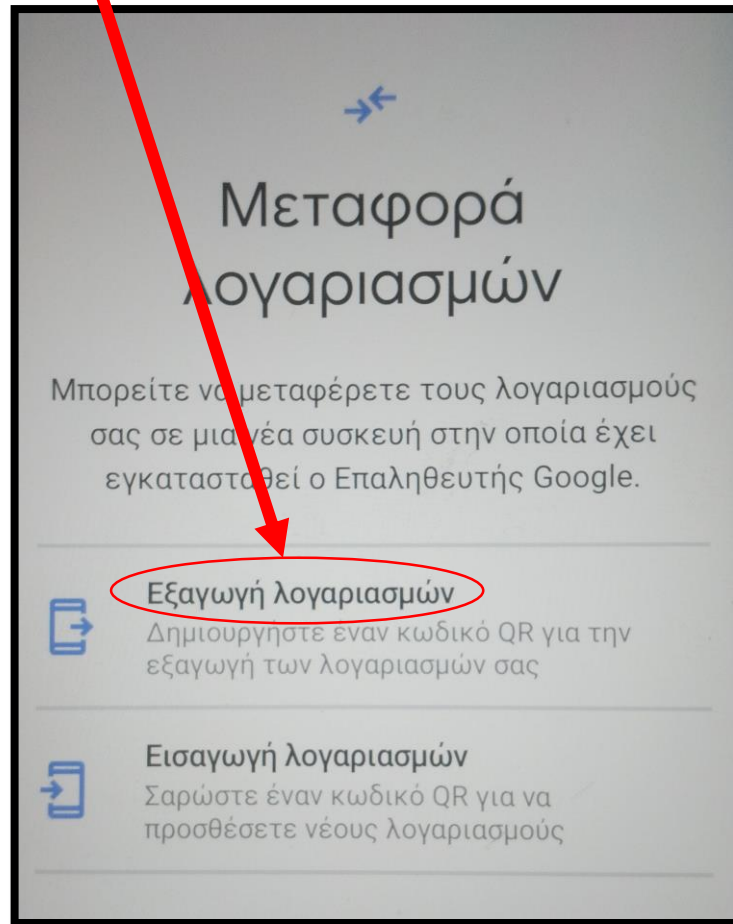 Μεταφορά
λογαριασμών
Μπορείτε να μεταφέρετε τους λογαριασμούς
σας σε μια νέα συσκευή στην οποία έχει
εγκατασταθεί ο Επαληθευτής Google.
Εξαγωγή λογαριασμών
Δημιουργήστε έναν κωδικό QR για την
εξαγωγή των λογαριασμών σας
Εισαγωγή λογαριασμών
Σαρώστε έναν κωδικό QR για να
προσθέσετε νέους λογαριασμούς